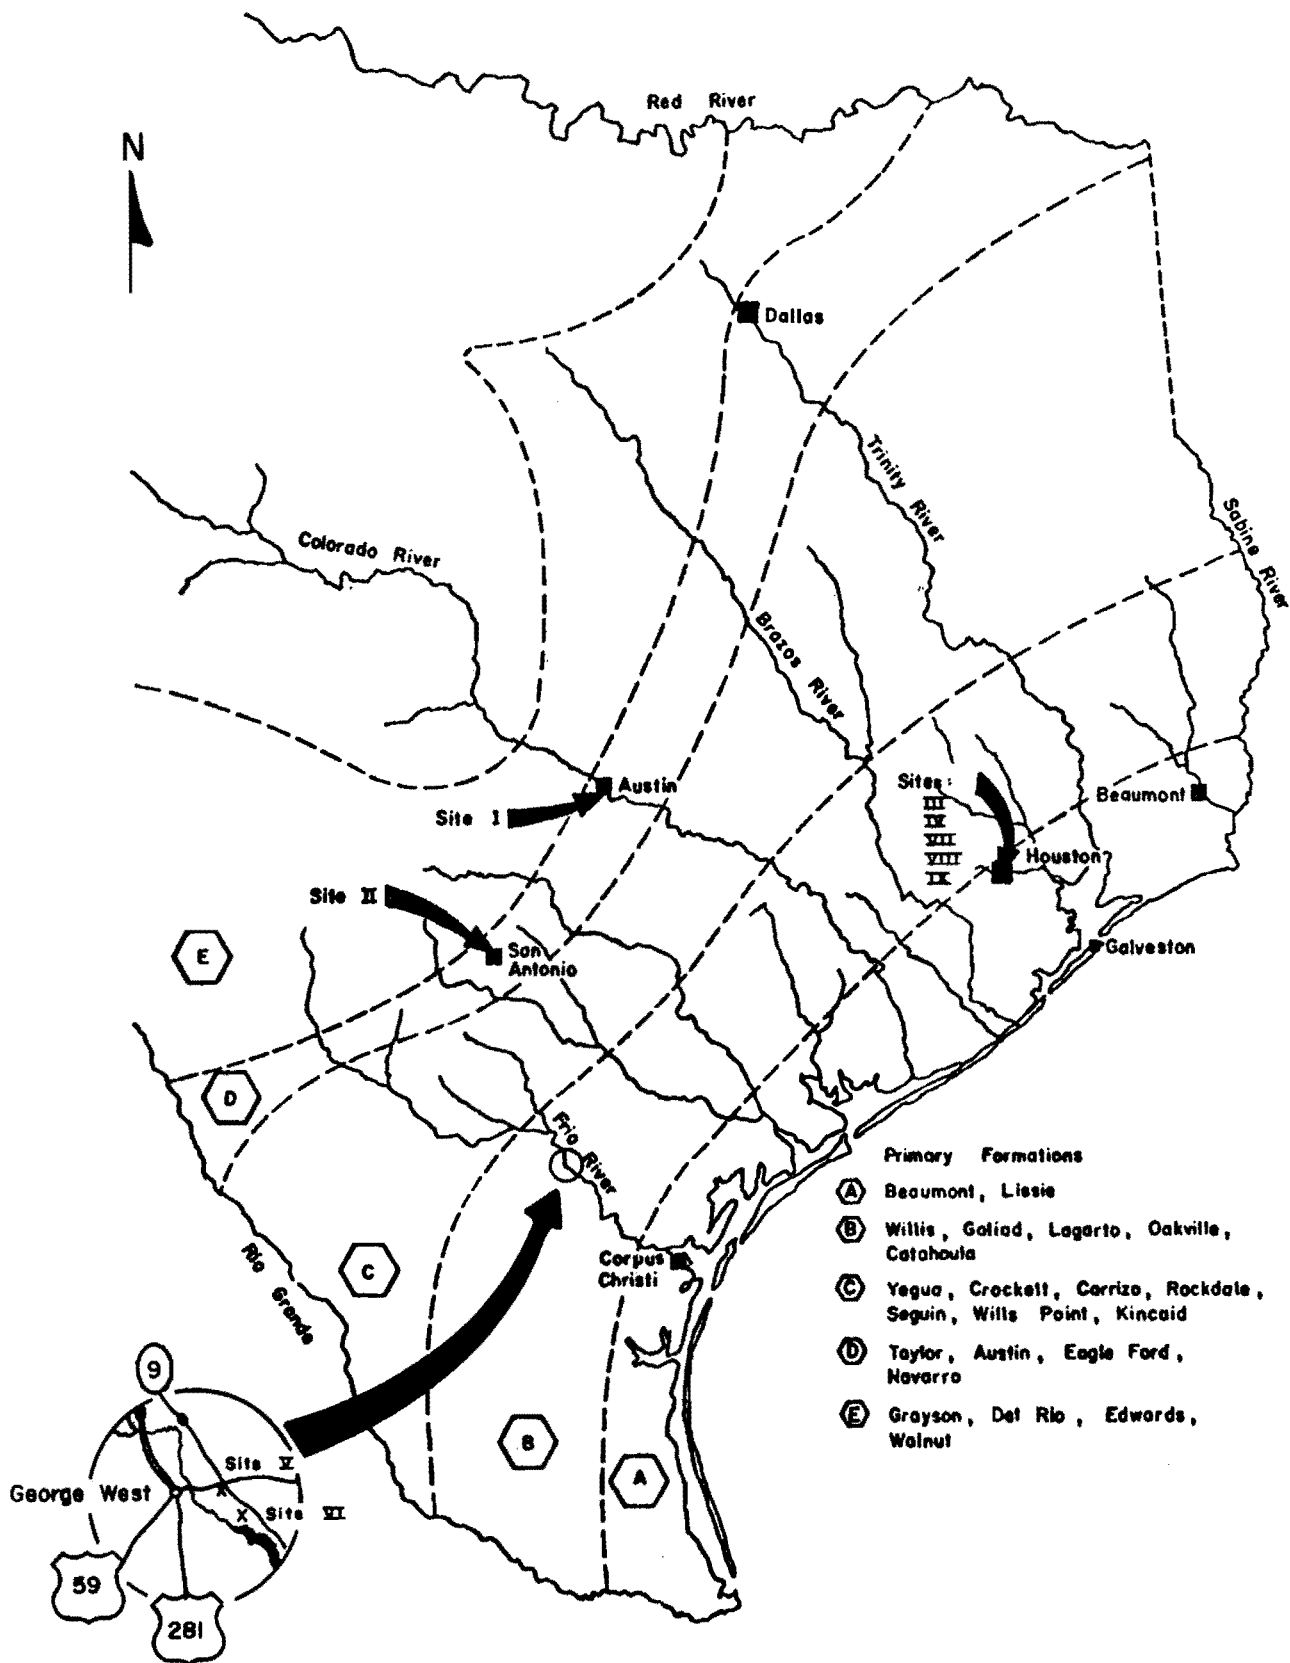 Red River
N
Dallas
Trinity River
Sabine River
Colorado River
Brazos River
Austin
Site I
Sites:
III
IV
VII
VIII
IX
Beaumont
Houston
Site II
San
Antonio
Galveston
E
D
Frio River
Rio Grande
C
Corpus
Christi
B
A
Primary Formations
A Beaumont, Lissie
B Willis, Goliad, Lagarto, Oakville,
Catahoula
C Yegua, Crockett, Carrizo, Rockdale,
Seguin, Wills Point, Kincaid
D Taylor, Austin, Eagle Ford,
Navarro
E Grayson, Del Rio, Edwards,
Walnut
9
Site V
George West
X
X Site VI
59
281